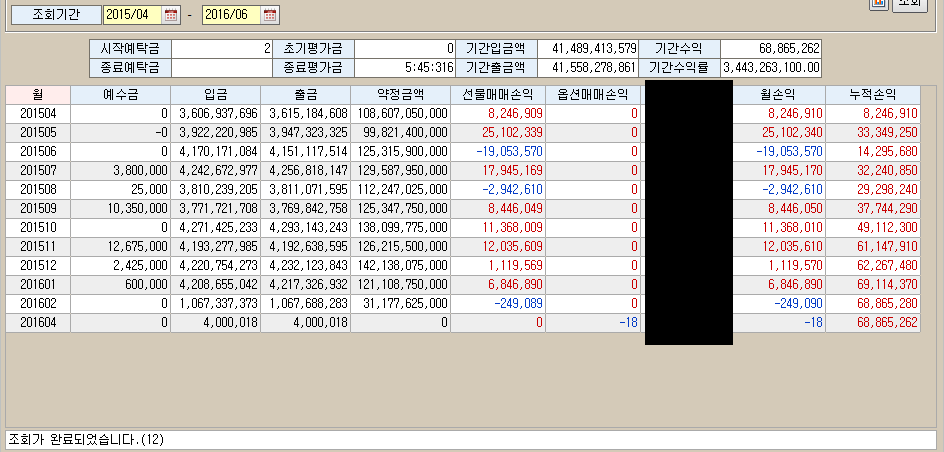 조회기간 2015/04 - 2016/06 조회
시작예탁금 2 초기평가금 0 기간입금액 41,489,413,579 기간수익 68,865,262
종료예탁금 종료평가금 5:45:316 기간출금액 41,558,278,861 기간수익률 3,443,263,100.00
월 예수금 입금 출금 약정금액 선물매매손익 옵션매매손익 월손익 누적손익
201504 0 3,606,937,696 3,615,184,608 108,607,050,000 8,246,909 0 8,246,910 8,246,910
201505 -0 3,922,220,985 3,947,323,325 99,821,400,000 25,102,339 0 25,102,340 33,349,250
201506 0 4,170,171,084 4,151,117,514 125,315,900,000 -19,053,570 0 -19,053,570 14,295,680
201507 3,800,000 4,242,672,977 4,256,818,147 129,587,950,000 17,945,169 0 17,945,170 32,240,850
201508 25,000 3,810,239,205 3,811,071,595 112,247,025,000 -2,942,610 0 -2,942,610 29,298,240
201509 10,350,000 3,771,721,708 3,769,842,758 125,347,750,000 8,446,049 0 8,446,050 37,744,290
201510 0 4,271,425,233 4,293,143,243 138,099,775,000 11,368,009 0 11,368,010 49,112,300
201511 12,675,000 4,193,277,985 4,192,638,595 126,215,500,000 12,035,609 0 12,035,610 61,147,910
201512 2,425,000 4,220,754,273 4,232,123,843 142,138,075,000 1,119,569 0 1,119,570 62,267,480
201601 600,000 4,208,655,042 4,217,326,932 121,108,750,000 6,846,890 0 6,846,890 69,114,370
201602 0 1,067,337,373 1,067,688,283 31,177,625,000 -249,089 0 -249,090 68,865,280
201604 0 4,000,018 4,000,018 0 0 -18 -18 68,865,262
조회가 완료되었습니다.(12)